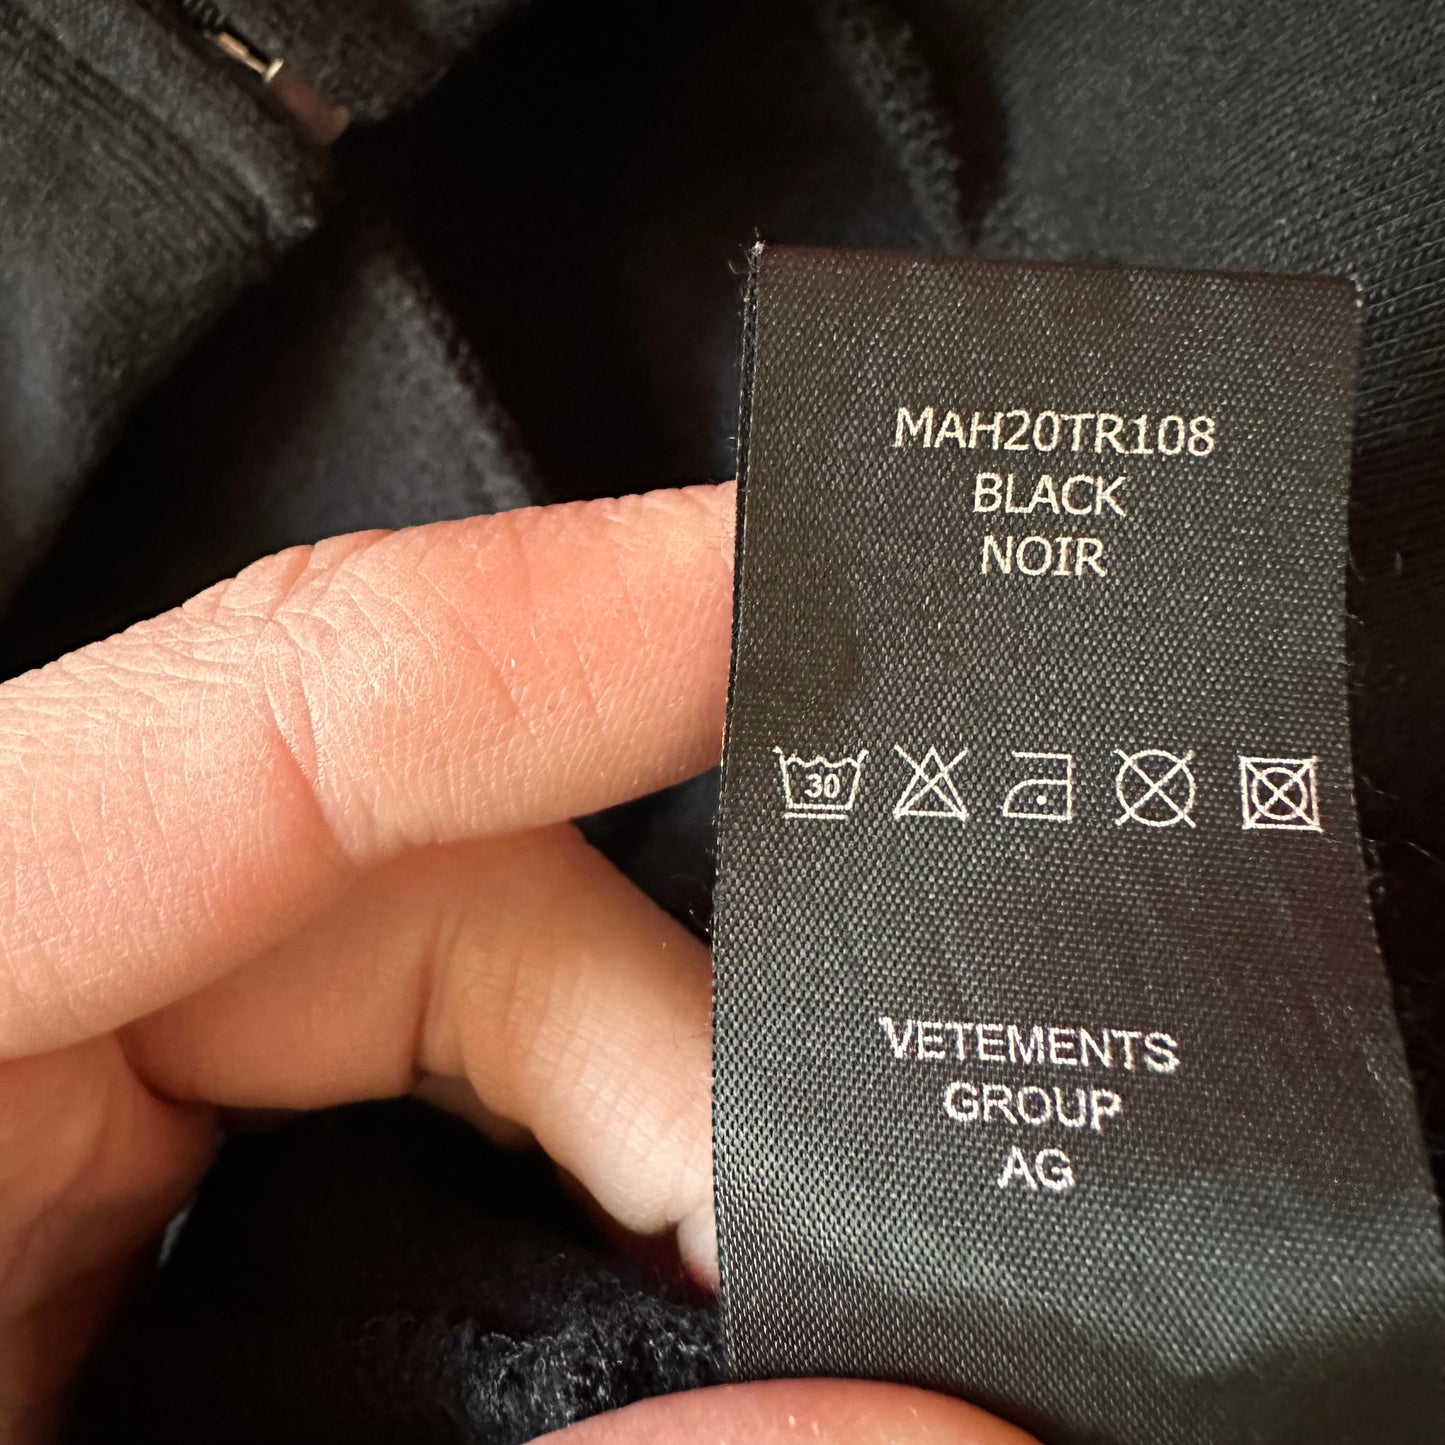 MAH20TR108
BLACK
NOIR
30
VETEMENTS
GROUP
AG